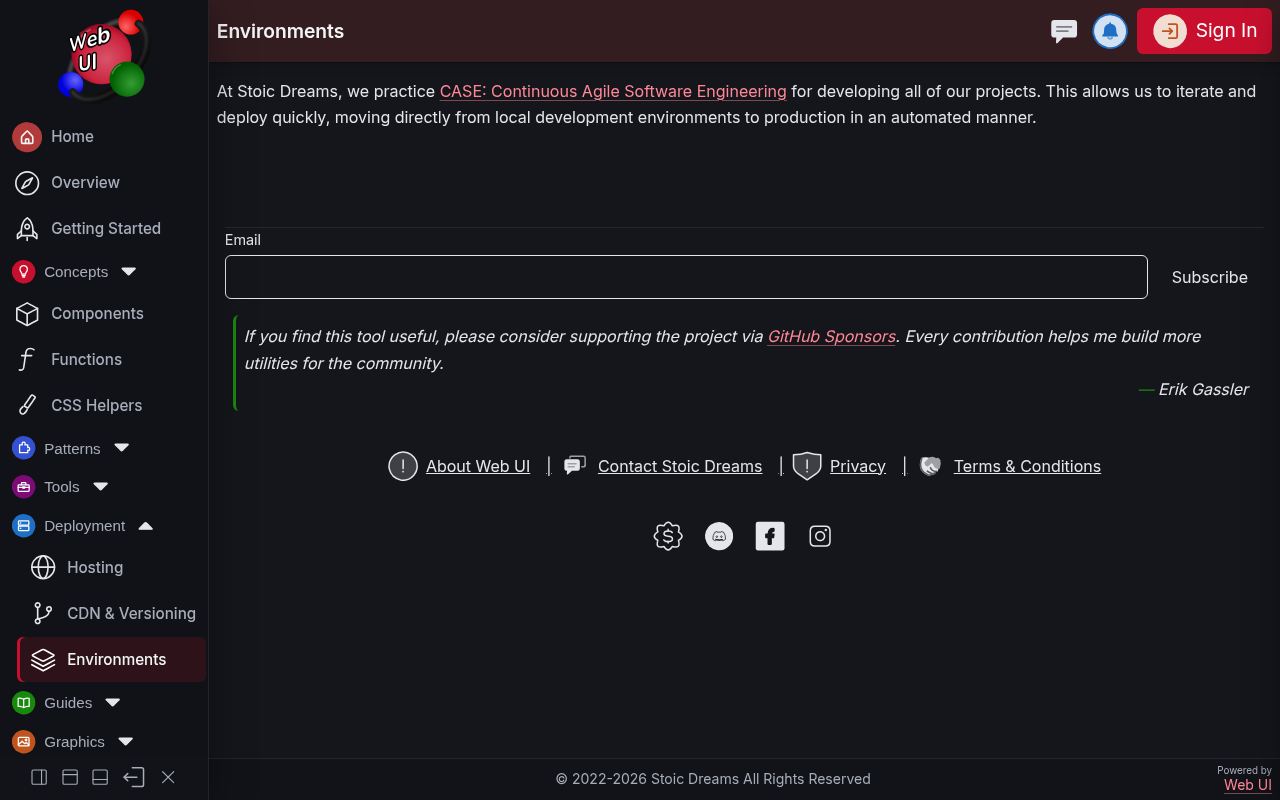 Web
UI
Home
Overview
Getting Started
Concepts
Components
Functions
CSS Helpers
Patterns
Tools
Deployment
Hosting
CDN & Versioning
Environments
Guides
Graphics
Environments
Sign In
At Stoic Dreams, we practice CASE: Continuous Agile Software Engineering for developing all of our projects. This allows us to iterate and
deploy quickly, moving directly from local development environments to production in an automated manner.
Email
Subscribe
If you find this tool useful, please consider supporting the project via GitHub Sponsors. Every contribution helps me build more
utilities for the community.
— Erik Gassler
About Web UI | Contact Stoic Dreams | Privacy | Terms & Conditions
© 2022-2026 Stoic Dreams All Rights Reserved
Powered by
Web UI